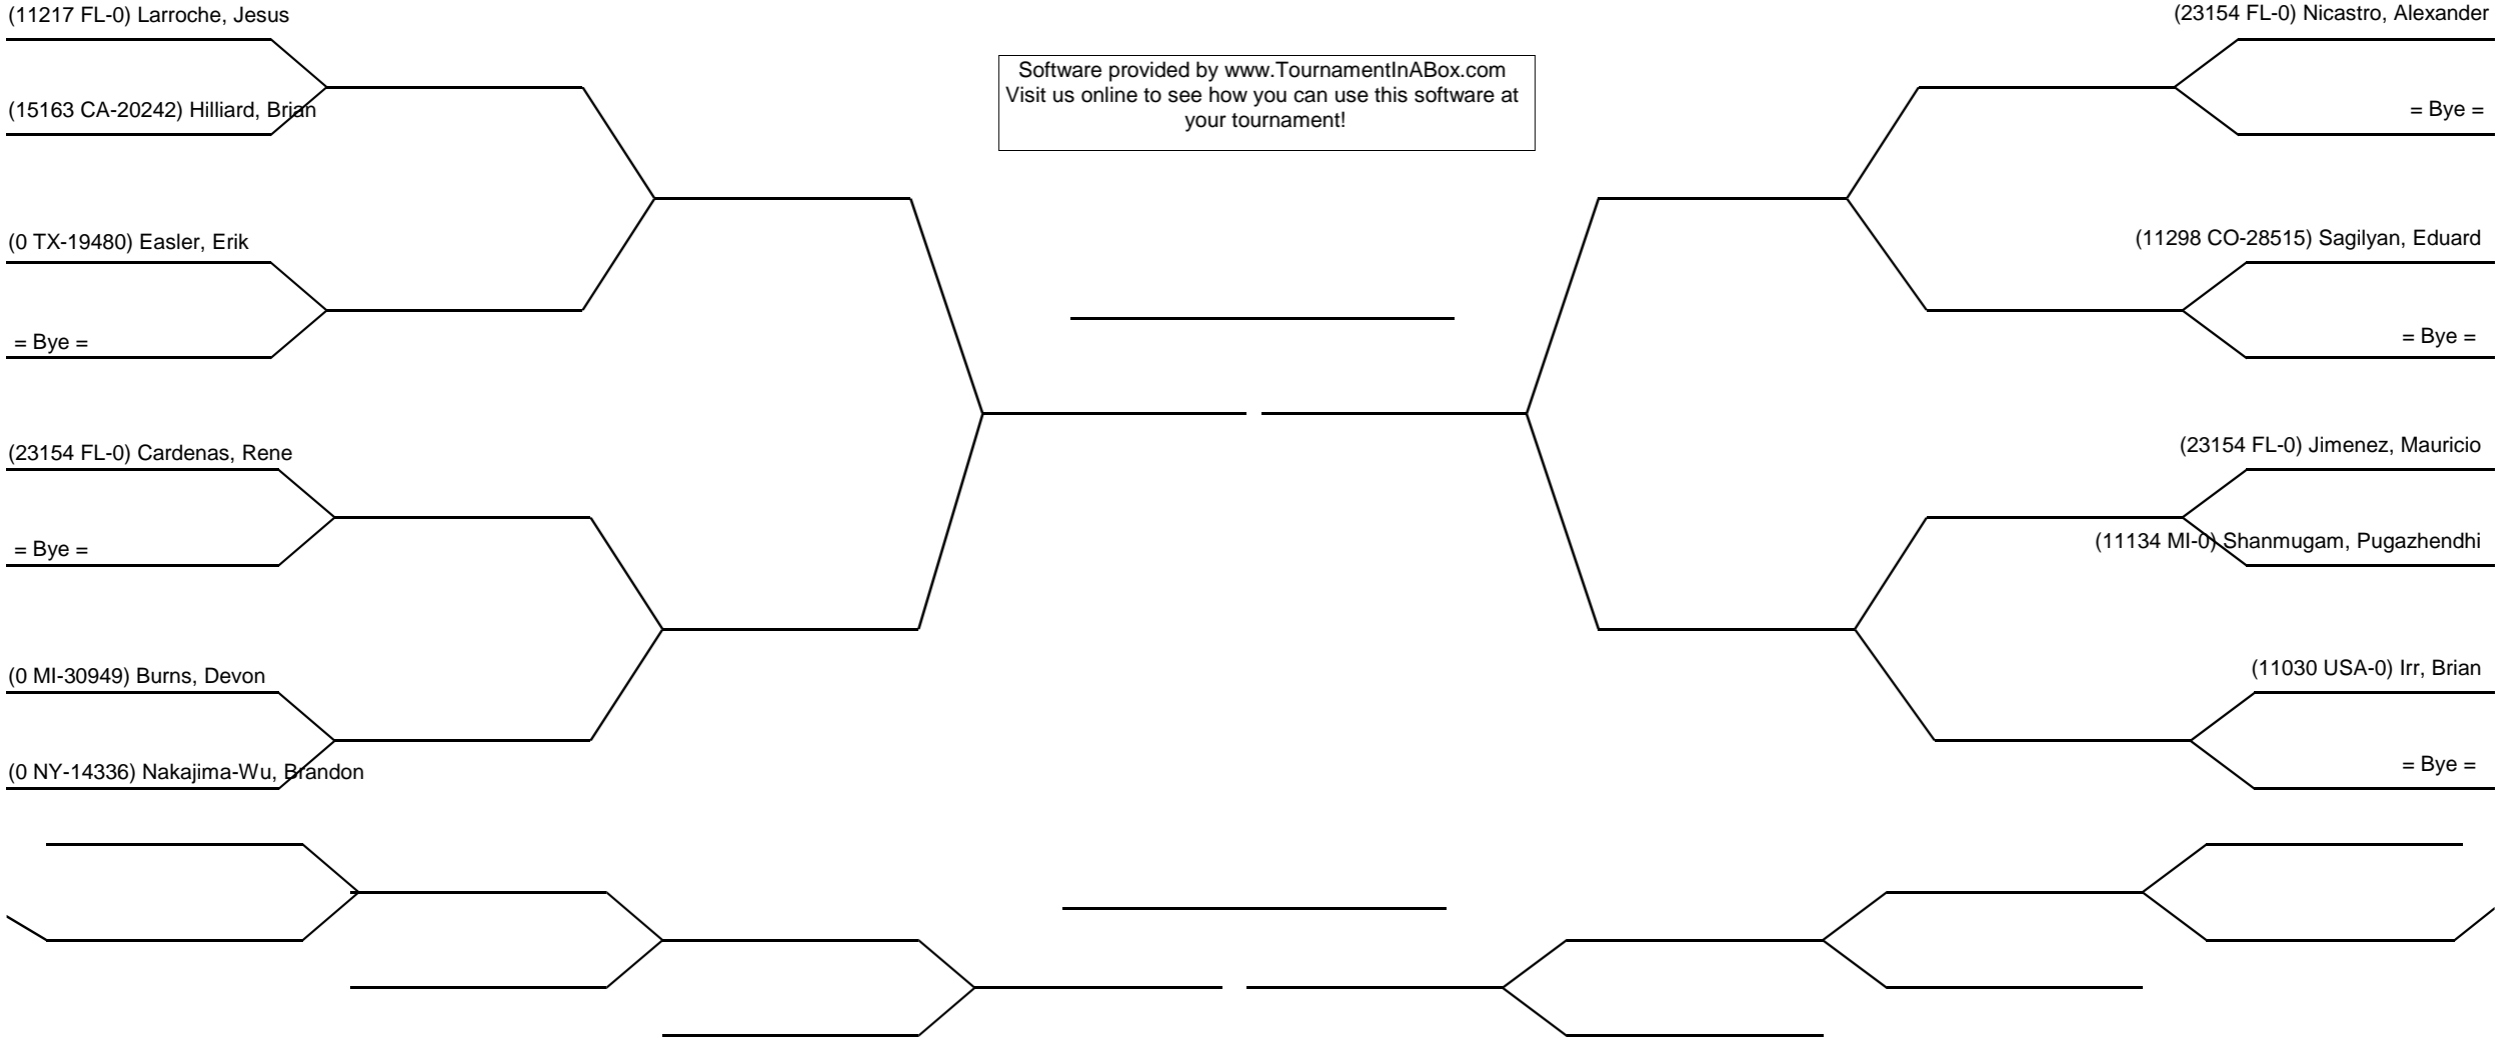 (11217 FL-0) Larroche, Jesus
(15163 CA-20242) Hilliard, Brian
(0 TX-19480) Easler, Erik
= Bye =
(23154 FL-0) Cardenas, Rene
= Bye =
(0 MI-30949) Burns, Devon
(0 NY-14336) Nakajima-Wu, Brandon
Software provided by www.TournamentInABox.com
Visit us online to see how you can use this software at
your tournament!
(23154 FL-0) Nicastro, Alexander
= Bye =
(11298 CO-28515) Sagilyan, Eduard
= Bye =
(23154 FL-0) Jimenez, Mauricio
(11134 MI-0) Shanmugam, Pugazhendhi
(11030 USA-0) Irr, Brian
= Bye =